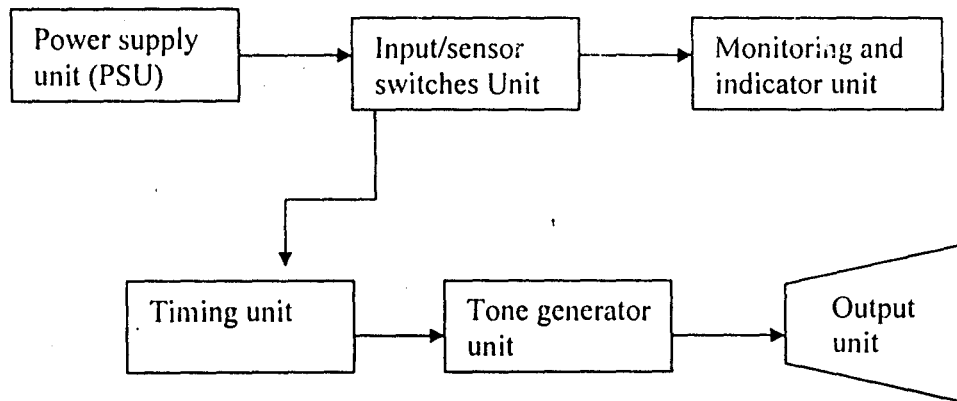 Power supply
unit (PSU)
Input/sensor
switches Unit
Monitoring and
indicator unit
Timing unit
Tone generator
unit
Output
unit